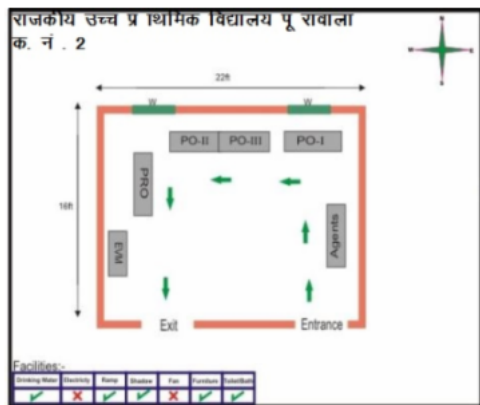 राजकीय उच्च प्र ाथमिक विद्यालय पू रावाला
क. नं . 2
22ft
W W
PO-II PO-III PO-I
PRO
16ft
Agents
EVM
Exit Entrance
Facilities:-
Drinking Water Electricity Ramp Shadow Fan Furniture Toilet/Bath